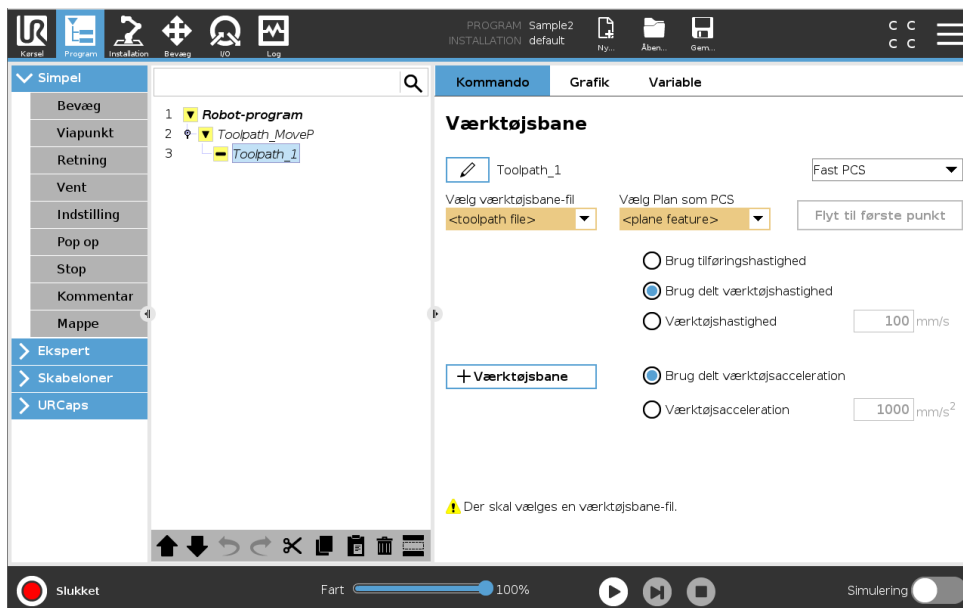 Kørsel
Program
Installation
Bevæg
I/O
Log
PROGRAM Sample2
INSTALLATION default
Ny...
Åben...
Gem...
C C
C C
Simpel
Bevæg
Viapunkt
Retning
Vent
Indstilling
Pop op
Stop
Kommentar
Mappe
Ekspert
Skabeloner
URCaps
1 Robot-program
2 Toolpath_MoveP
3 Toolpath_1
Kommando Grafik Variable
Værktøjsbane
Toolpath_1
Fast PCS
Vælg værktøjsbane-fil
Vælg Plan som PCS
<toolpath file>
<plane feature>
Flyt til første punkt
Brug tilføringshastighed
Brug delt værktøjshastighed
Værktøjshastighed 100 mm/s
+Værktøjsbane
Brug delt værktøjsacceleration
Værktøjsacceleration 1000 mm/s²
Der skal vælges en værktøjsbane-fil.
Slukket
Fart 100%
Simulering